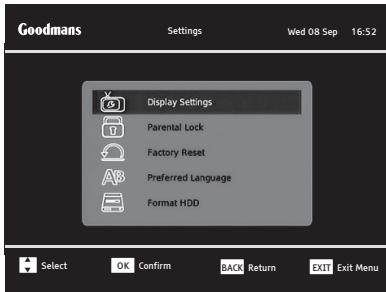 Goodmans Settings Wed 08 Sep 16:52
Display Settings
Parental Lock
Factory Reset
AB Preferred Language
Format HDD
Select OK Confirm BACK Return EXIT Exit Menu